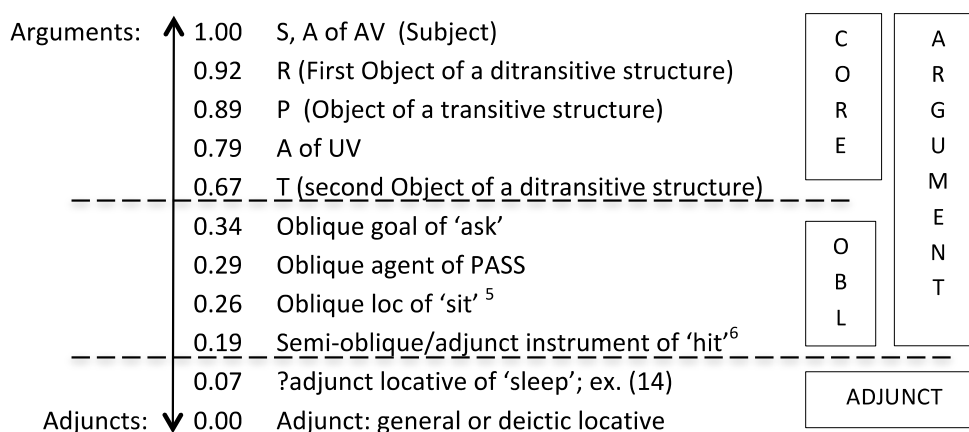 Arguments: 1.00 S, A of AV (Subject)
0.92 R (First Object of a ditransitive structure)
0.89 P (Object of a transitive structure)
0.79 A of UV
0.67 T (second Object of a ditransitive structure)
0.34 Oblique goal of ‘ask’
0.29 Oblique agent of PASS
0.26 Oblique loc of ‘sit’ 5
0.19 Semi-oblique/adjunct instrument of ‘hit’6
0.07 ?adjunct locative of ‘sleep’; ex. (14)
Adjuncts: 0.00 Adjunct: general or deictic locative
CORE
OBL
ARGUMENT
ADJUNCT